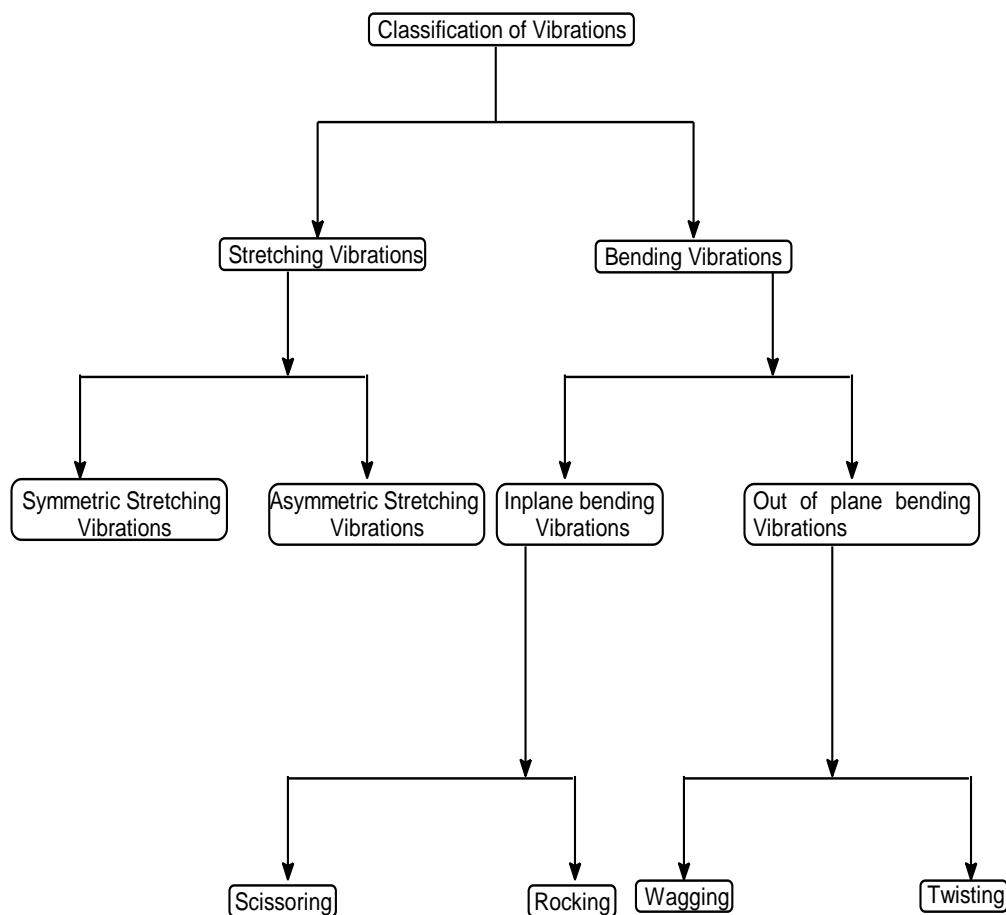 Classification of Vibrations
Stretching Vibrations
Bending Vibrations
Symmetric Stretching
Vibrations
Asymmetric Stretching
Vibrations
Inplane bending
Vibrations
Out of plane bending
Vibrations
Scissoring
Rocking
Wagging
Twisting